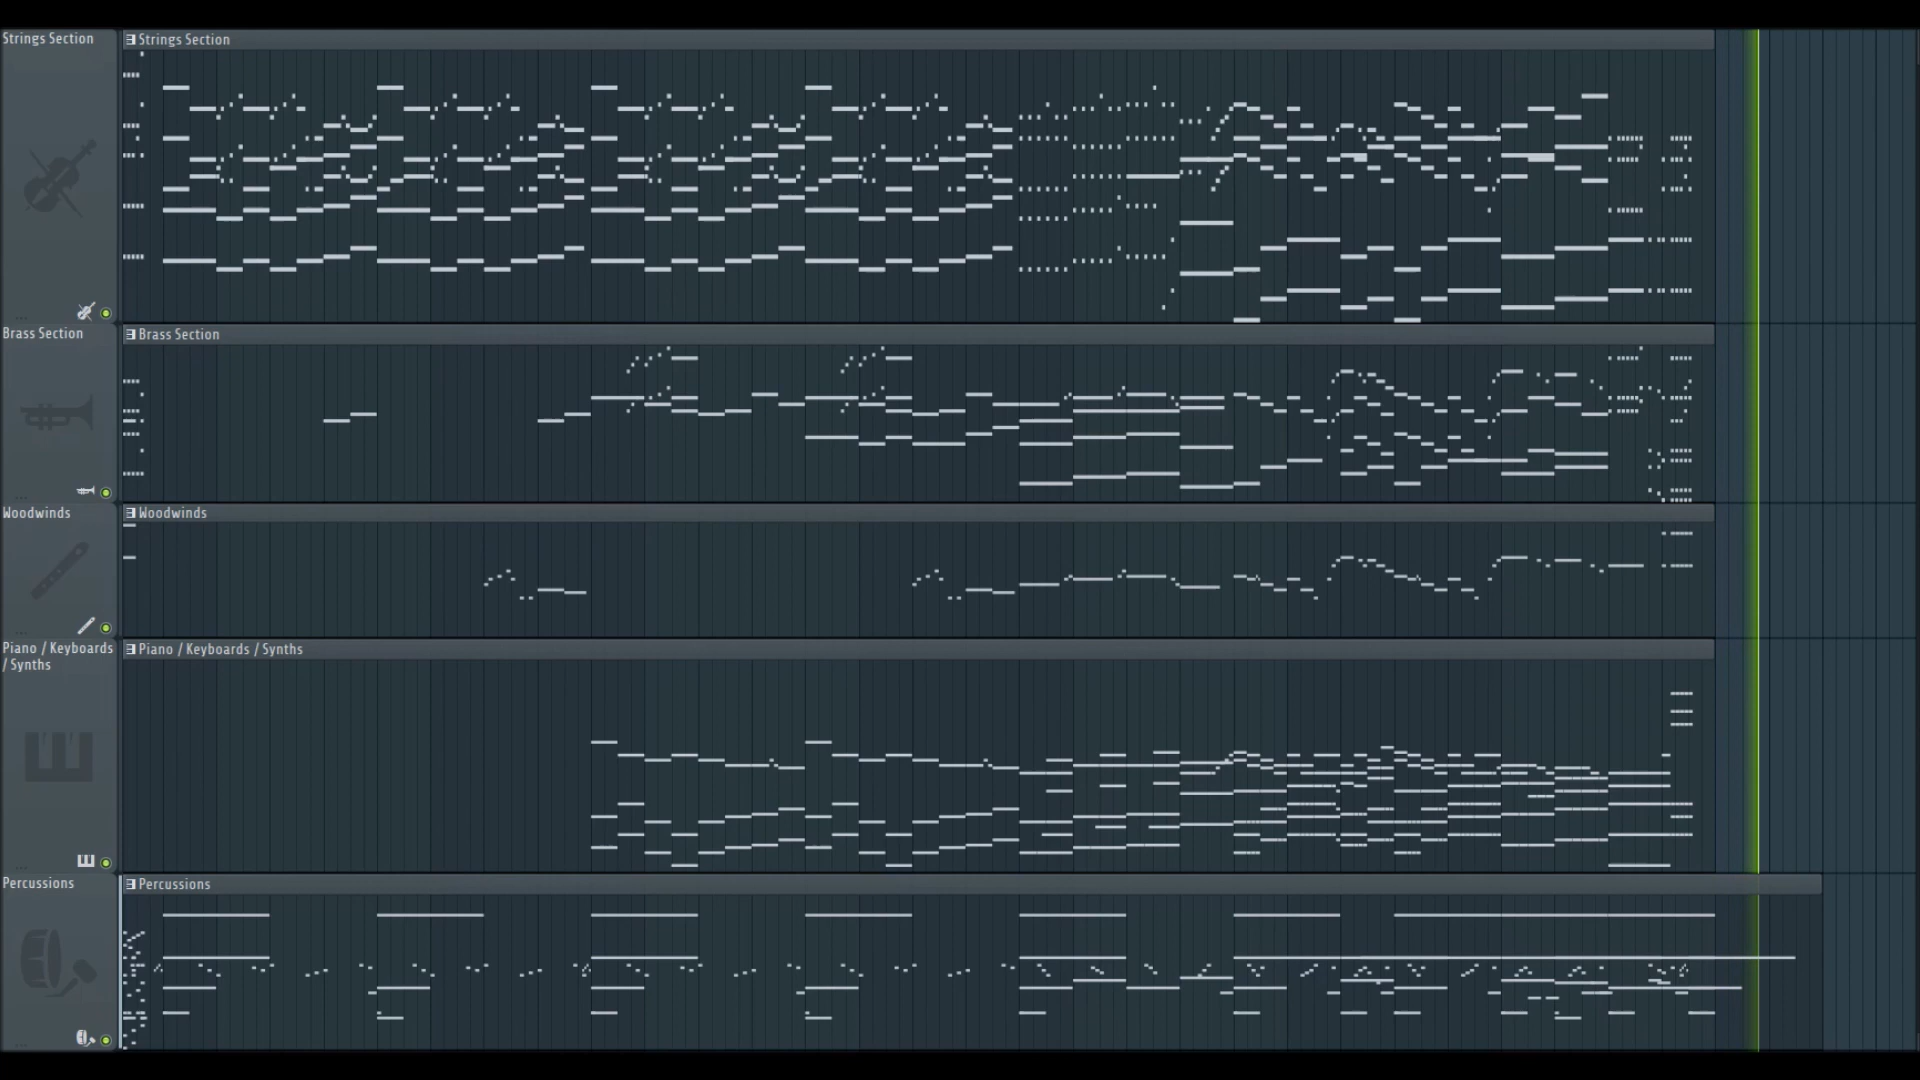 Strings Section
Strings Section
Brass Section
Brass Section
Woodwinds
Woodwinds
Piano / Keyboards
/ Synths
Piano / Keyboards / Synths
Percussions
Percussions